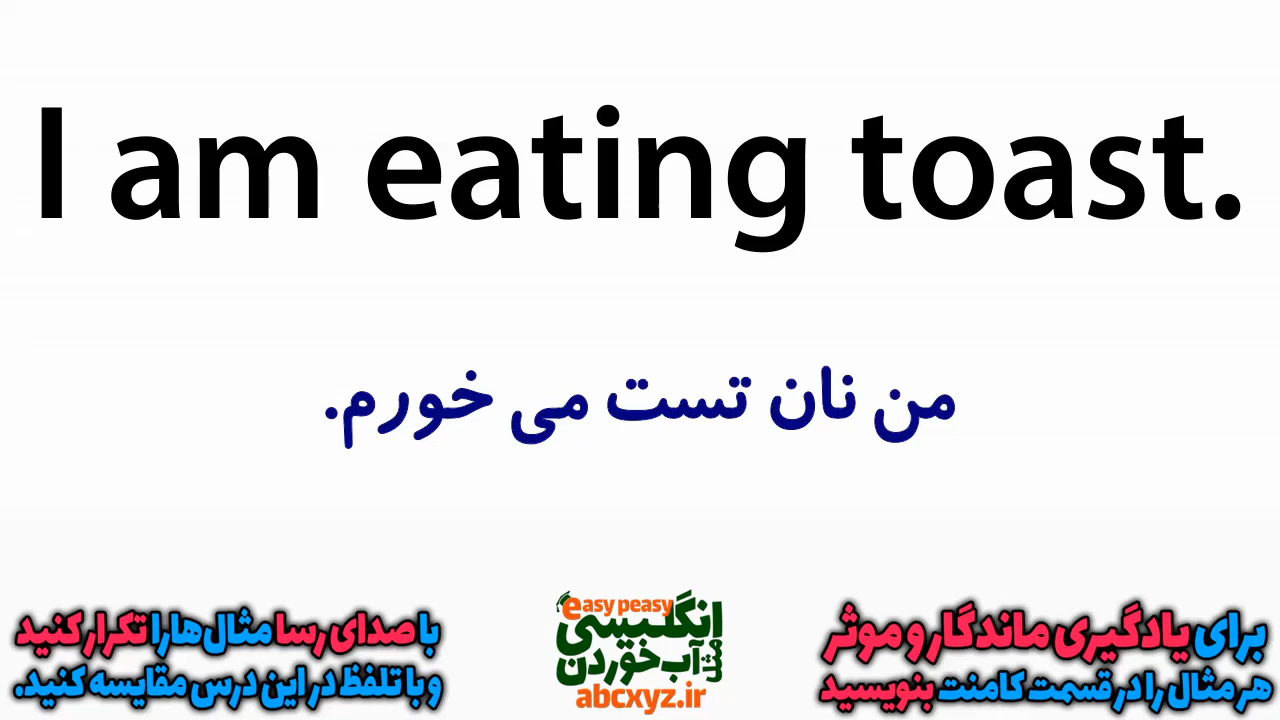 I am eating toast.
من نان تست می خورم.
برای یادگیری ماندگار و موثر
هر مثال را در قسمت کامنت بنویسید
easy peasy
انگلیسی
مثل
آب خوردن
abcxyz.ir
با صدای رسا مثال‌ها را تکرار کنید
و با تلفظ در این درس مقایسه کنید.